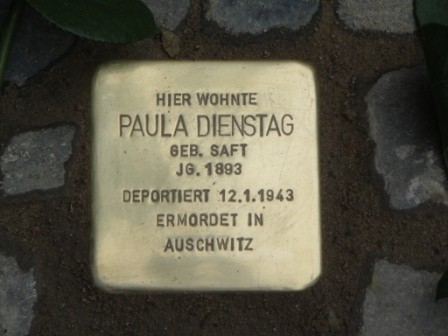 HIER WOHNTE
PAULA DIENSTAG
GEB. SAFT
JG. 1893
DEPORTIERT 12.1.1943
ERMORDET IN
AUSCHWITZ